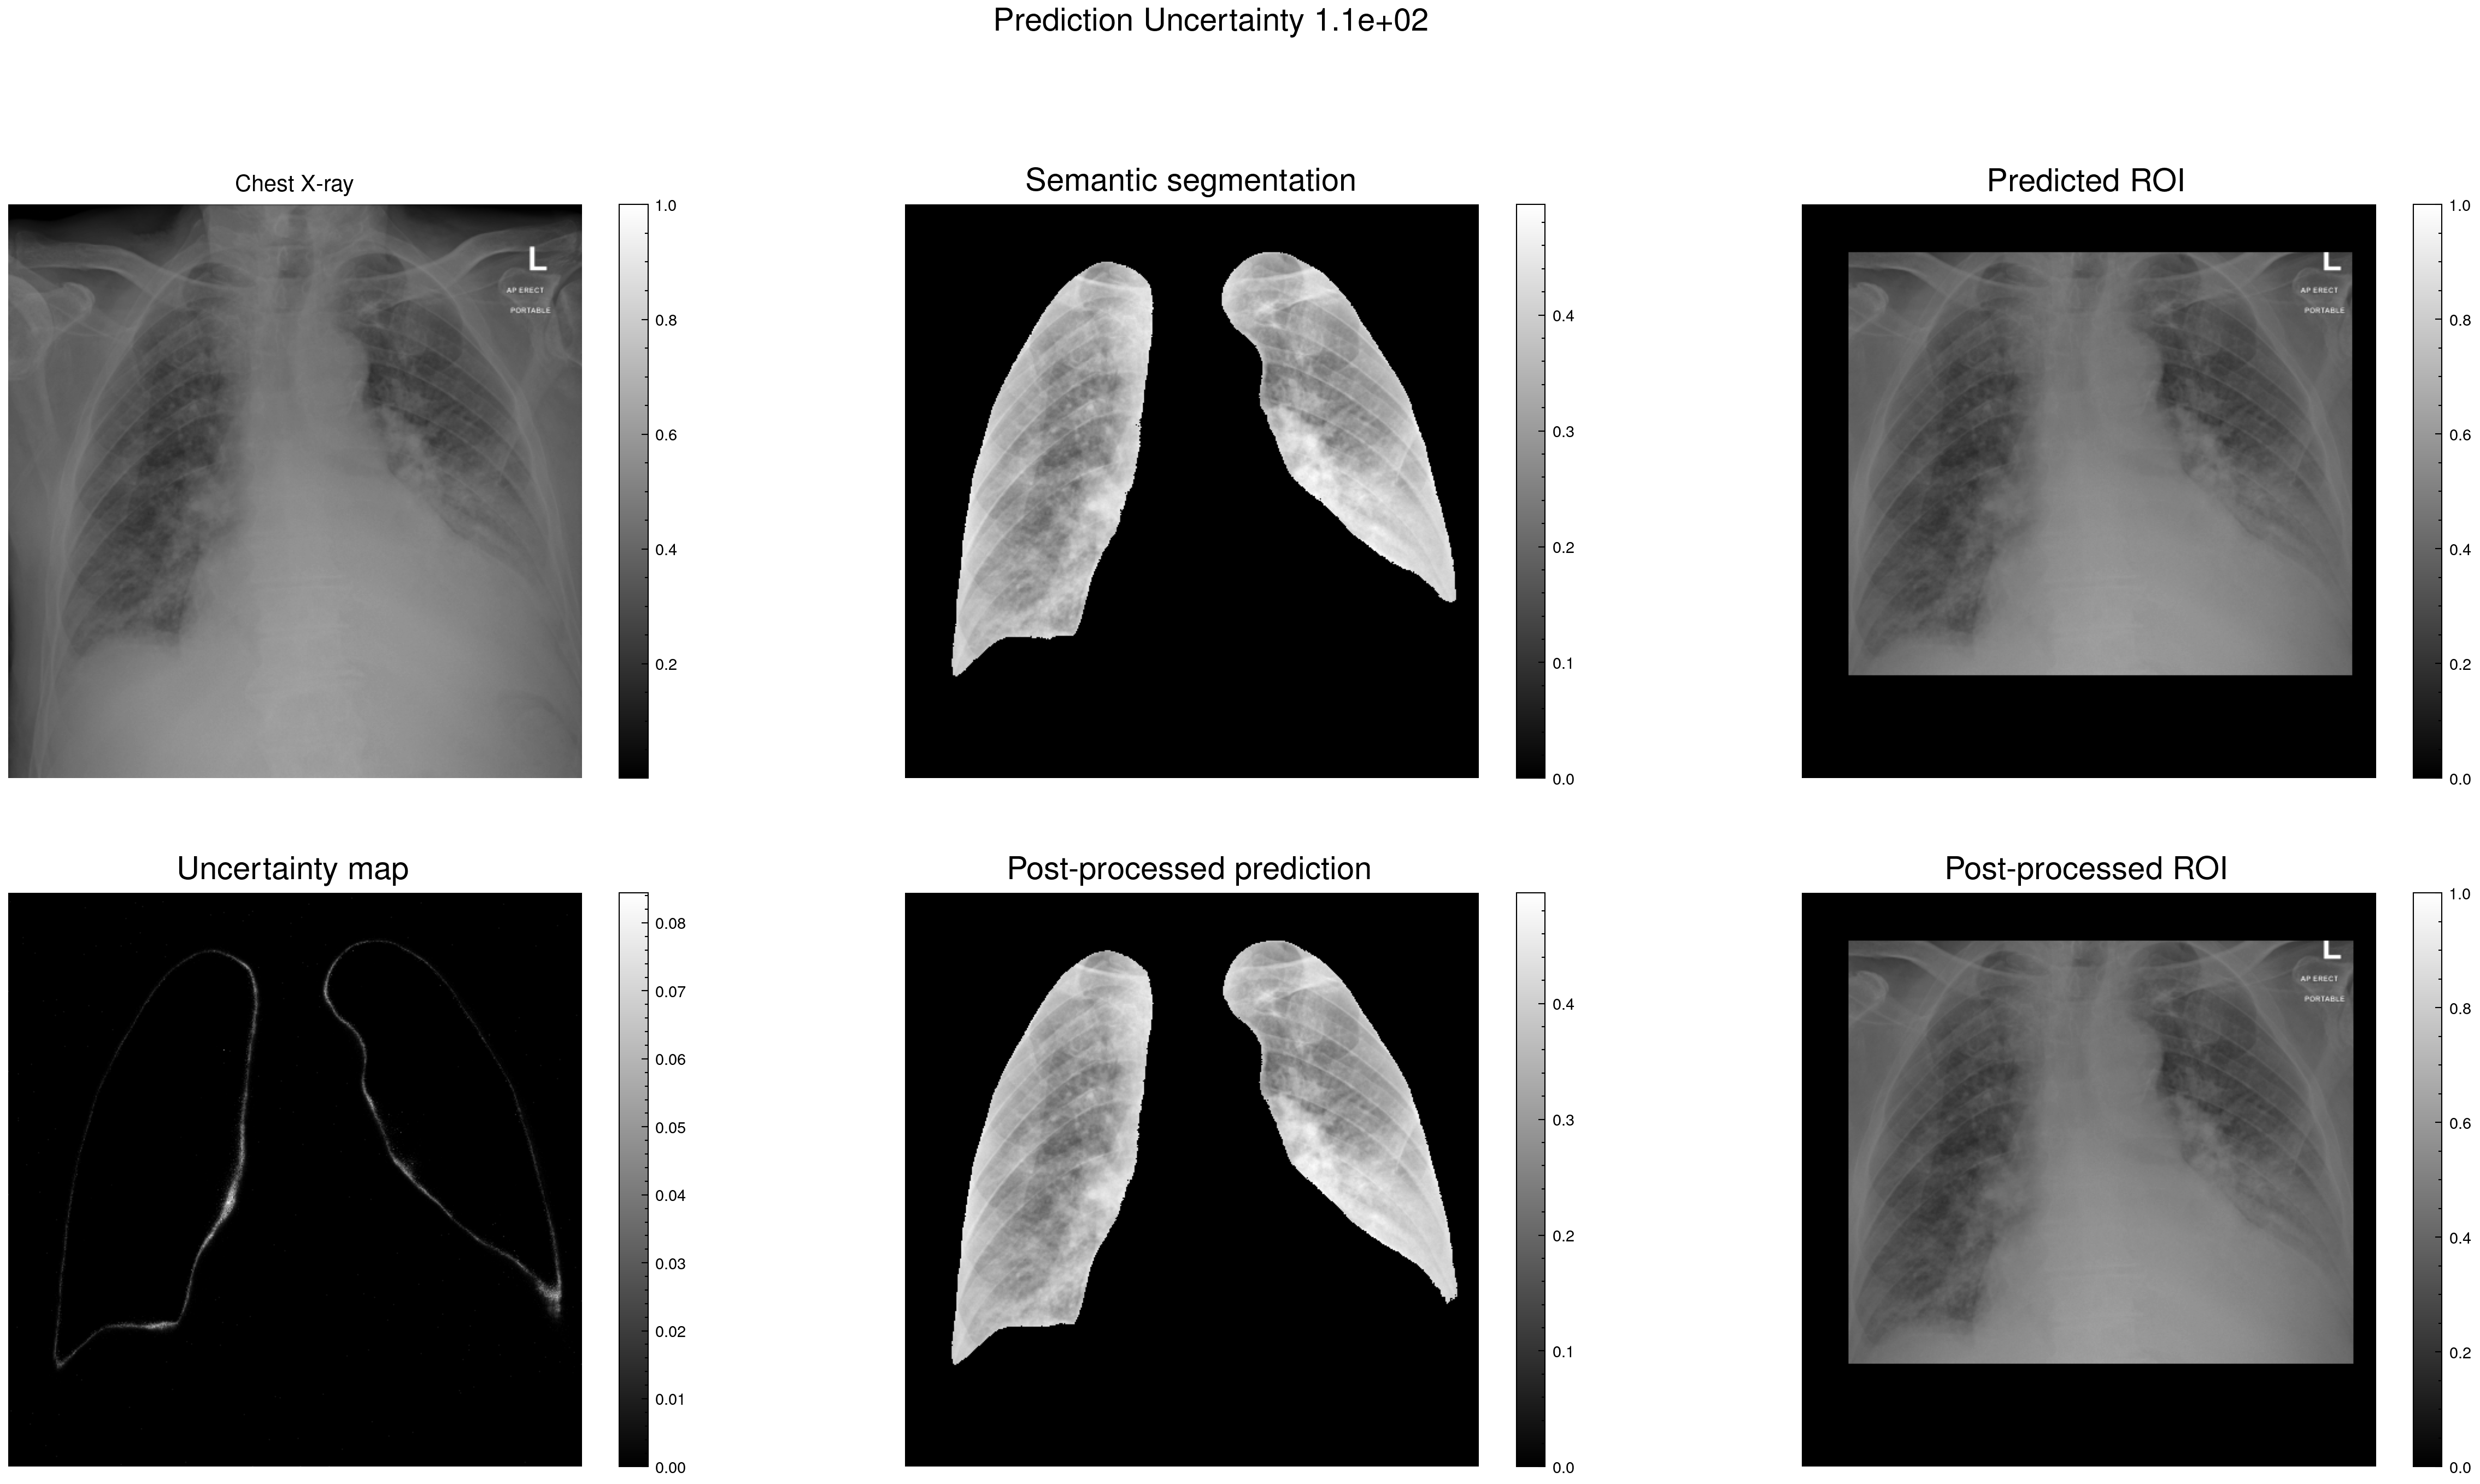 Prediction Uncertainty 1.1e+02
Chest X-ray
L
AP ERECT
PORTABLE
1.0
0.8
0.6
0.4
0.2
Semantic segmentation
0.4
0.3
0.2
0.1
0.0
Predicted ROI
L
AP ERECT
PORTABLE
1.0
0.8
0.6
0.4
0.2
0.0
Uncertainty map
0.08
0.07
0.06
0.05
0.04
0.03
0.02
0.01
0.00
Post-processed prediction
0.4
0.3
0.2
0.1
0.0
Post-processed ROI
L
AP ERECT
PORTABLE
1.0
0.8
0.6
0.4
0.2
0.0